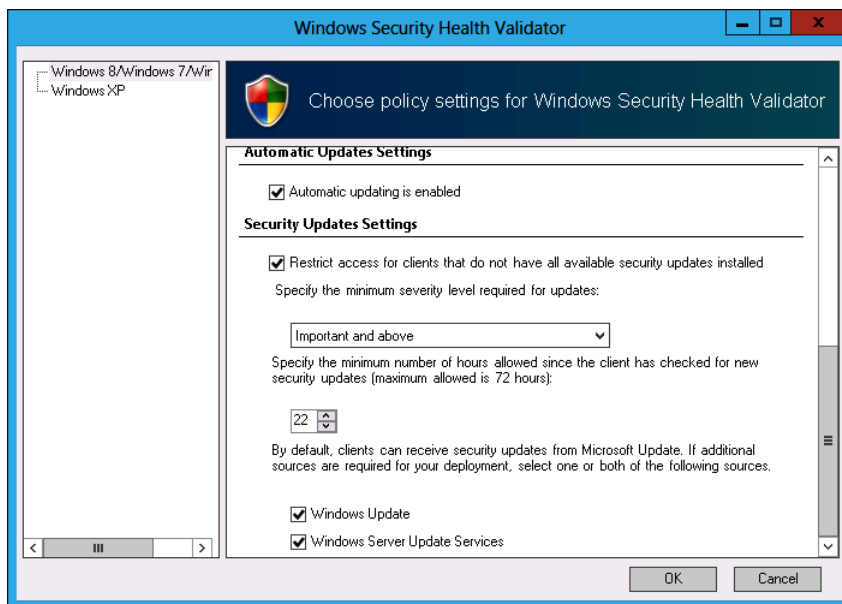 Windows Security Health Validator
Windows 8/Windows 7/Wir
Windows XP
Choose policy settings for Windows Security Health Validator
Automatic Updates Settings
Automatic updating is enabled
Security Updates Settings
Restrict access for clients that do not have all available security updates installed
Specify the minimum severity level required for updates:
Important and above
Specify the minimum number of hours allowed since the client has checked for new
security updates (maximum allowed is 72 hours):
22
By default, clients can receive security updates from Microsoft Update. If additional
sources are required for your deployment, select one or both of the following sources.
Windows Update
Windows Server Update Services
OK
Cancel